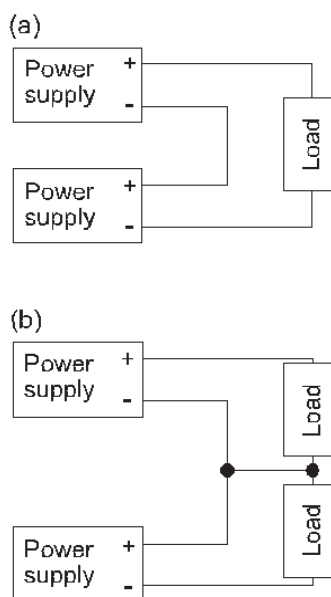 (a)
Power +
supply -
Load
Power +
supply -
(b)
Power +
supply -
Load
Power +
supply -
Load